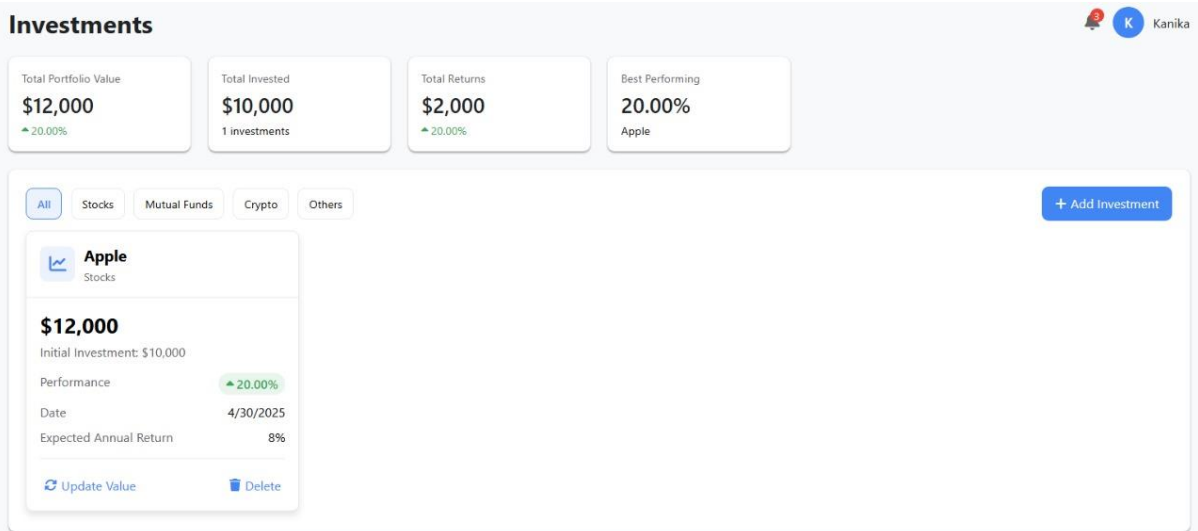 Investments
3
K
Kanika
Total Portfolio Value
$12,000
20.00%
Total Invested
$10,000
1 investments
Total Returns
$2,000
20.00%
Best Performing
20.00%
Apple
All
Stocks
Mutual Funds
Crypto
Others
+ Add Investment
Apple
Stocks
$12,000
Initial Investment: $10,000
Performance 20.00%
Date 4/30/2025
Expected Annual Return 8%
Update Value
Delete